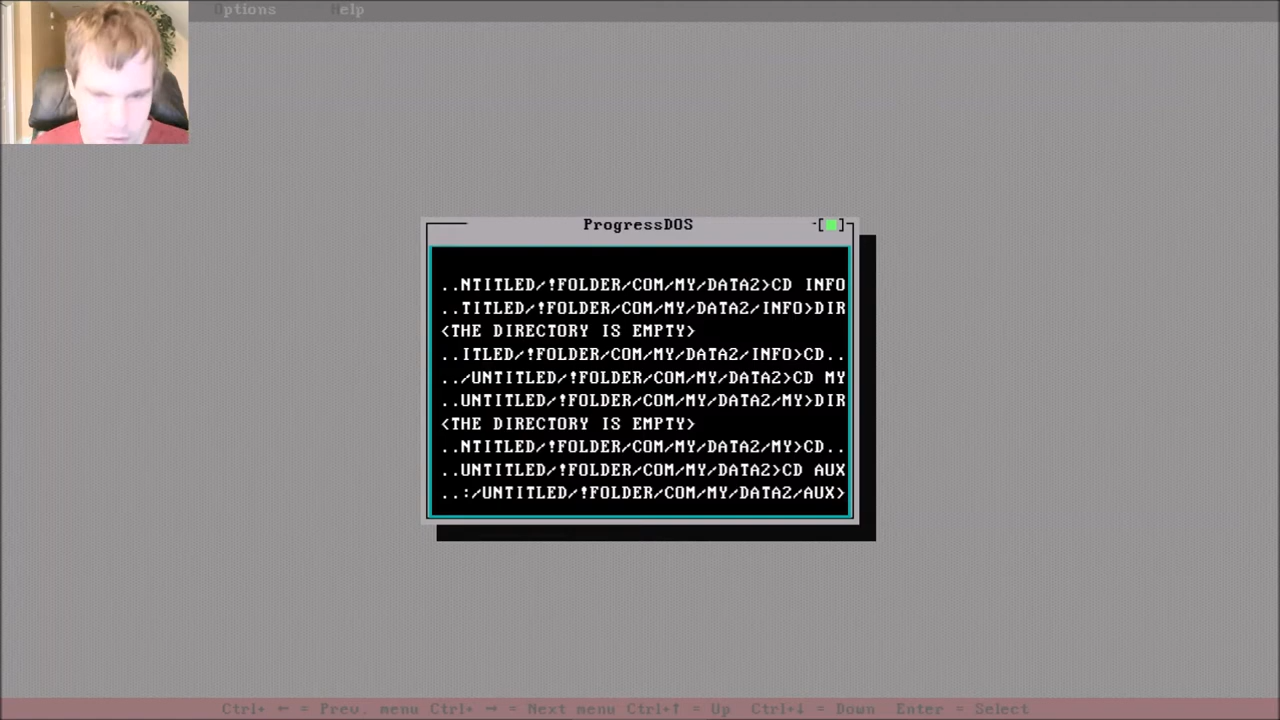 Options Help
ProgressDOS
-[■]
..NTITLED/!FOLDER/COM/MY/DATA2>CD INFO
..TITLED/!FOLDER/COM/MY/DATA2/INFO>DIR
<THE DIRECTORY IS EMPTY>
..ITLED/!FOLDER/COM/MY/DATA2/INFO>CD..
../UNTITLED/!FOLDER/COM/MY/DATA2>CD MY
..UNTITLED/!FOLDER/COM/MY/DATA2/MY>DIR
<THE DIRECTORY IS EMPTY>
..NTITLED/!FOLDER/COM/MY/DATA2/MY>CD..
..UNTITLED/!FOLDER/COM/MY/DATA2>CD AUX
..:/UNTITLED/!FOLDER/COM/MY/DATA2/AUX>
Ctrl+ ← = Prev. menu Ctrl+ → = Next menu Ctrl+↑ = Up Ctrl+↓ = Down Enter = Select